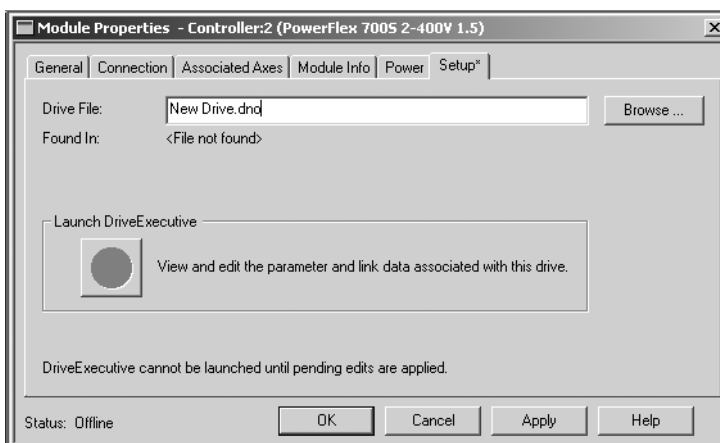 Module Properties - Controller:2 (PowerFlex 700S 2-400V 1.5)
General Connection Associated Axes Module Info Power Setup*
Drive File: New Drive.dno Browse ...
Found In: <File not found>
Launch DriveExecutive
View and edit the parameter and link data associated with this drive.
DriveExecutive cannot be launched until pending edits are applied.
Status: Offline OK Cancel Apply Help